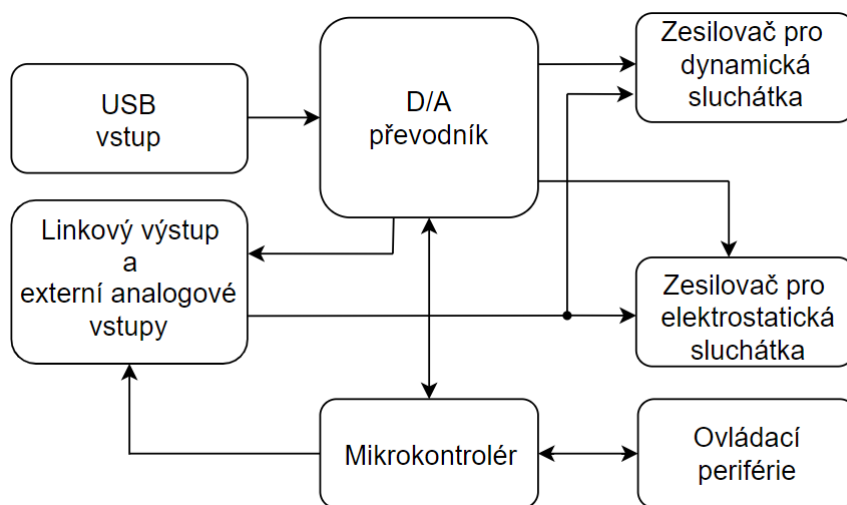 USB
vstup
D/A
převodník
Zesilovač pro
dynamická
sluchátka
Linkový výstup
a
externí analogové
vstupy
Zesilovač pro
elektrostatická
sluchátka
Mikrokontrolér
Ovládací
periférie